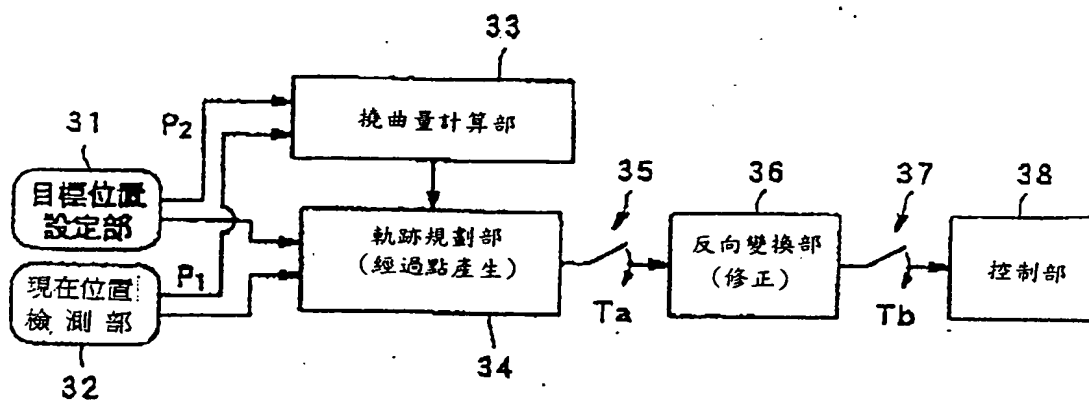 33
撓曲量計算部
31
P2
目標位置
設定部
35
36
37
38
軌跡規劃部
(經過點產生)
反向變換部
(修正)
控制部
現在位置
檢測部
P1
Ta
Tb
32
34